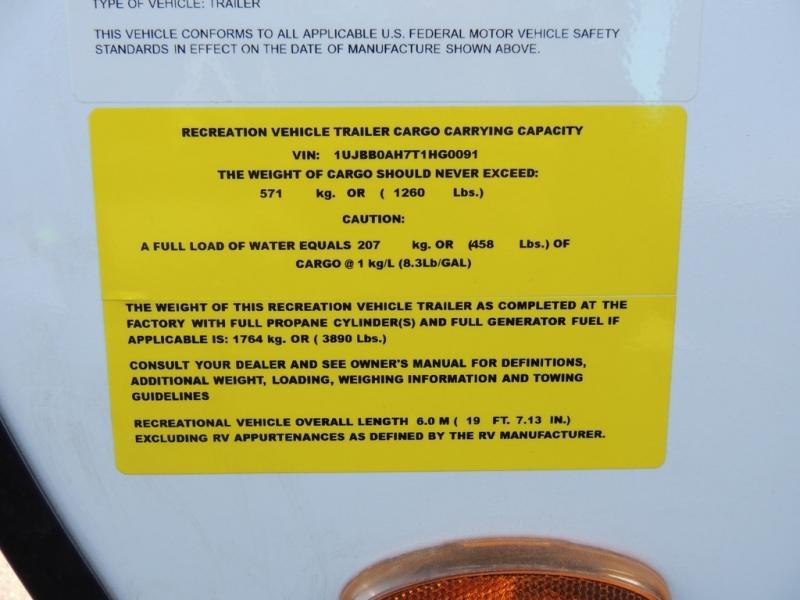 TYPE OF VEHICLE: TRAILER
THIS VEHICLE CONFORMS TO ALL APPLICABLE U.S. FEDERAL MOTOR VEHICLE SAFETY
STANDARDS IN EFFECT ON THE DATE OF MANUFACTURE SHOWN ABOVE.
RECREATION VEHICLE TRAILER CARGO CARRYING CAPACITY
VIN: 1UJBB0AH7T1HG0091
THE WEIGHT OF CARGO SHOULD NEVER EXCEED:
571 kg. OR ( 1260 Lbs.)
CAUTION:
A FULL LOAD OF WATER EQUALS 207 kg. OR (458 Lbs.) OF
CARGO @ 1 kg/L (8.3Lb/GAL)
THE WEIGHT OF THIS RECREATION VEHICLE TRAILER AS COMPLETED AT THE
FACTORY WITH FULL PROPANE CYLINDER(S) AND FULL GENERATOR FUEL IF
APPLICABLE IS: 1764 kg. OR ( 3890 Lbs.)
CONSULT YOUR DEALER AND SEE OWNER'S MANUAL FOR DEFINITIONS,
ADDITIONAL WEIGHT, LOADING, WEIGHING INFORMATION AND TOWING
GUIDELINES
RECREATIONAL VEHICLE OVERALL LENGTH 6.0 M ( 19 FT. 7.13 IN.)
EXCLUDING RV APPURTENANCES AS DEFINED BY THE RV MANUFACTURER.